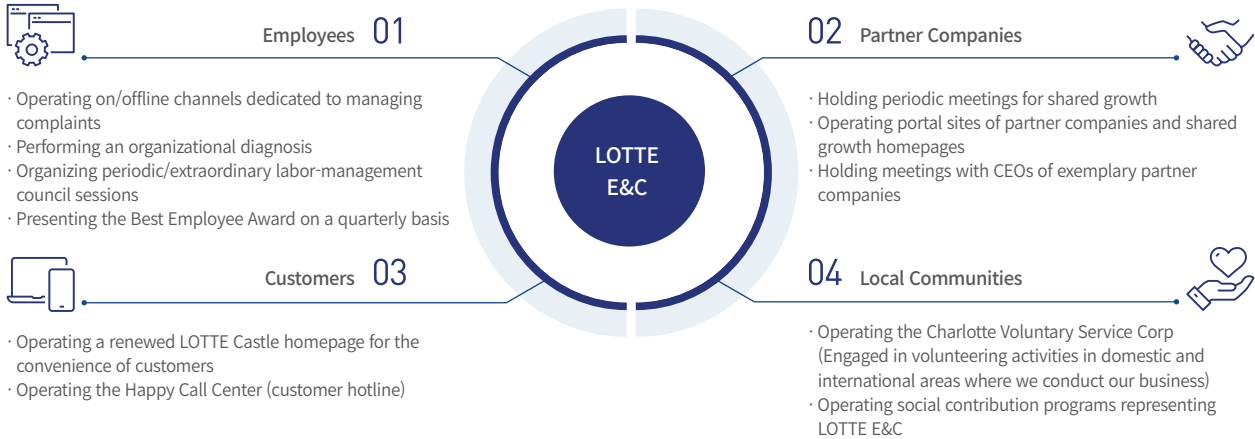 Employees 01
· Operating on/offline channels dedicated to managing
complaints
· Performing an organizational diagnosis
· Organizing periodic/extraordinary labor-management
council sessions
· Presenting the Best Employee Award on a quarterly basis
LOTTE
E&C
02 Partner Companies
· Holding periodic meetings for shared growth
· Operating portal sites of partner companies and shared
growth homepages
· Holding meetings with CEOs of exemplary partner
companies
Customers 03
· Operating a renewed LOTTE Castle homepage for the
convenience of customers
· Operating the Happy Call Center (customer hotline)
04 Local Communities
· Operating the Charlotte Voluntary Service Corp
(Engaged in volunteering activities in domestic and
international areas where we conduct our business)
· Operating social contribution programs representing
LOTTE E&C